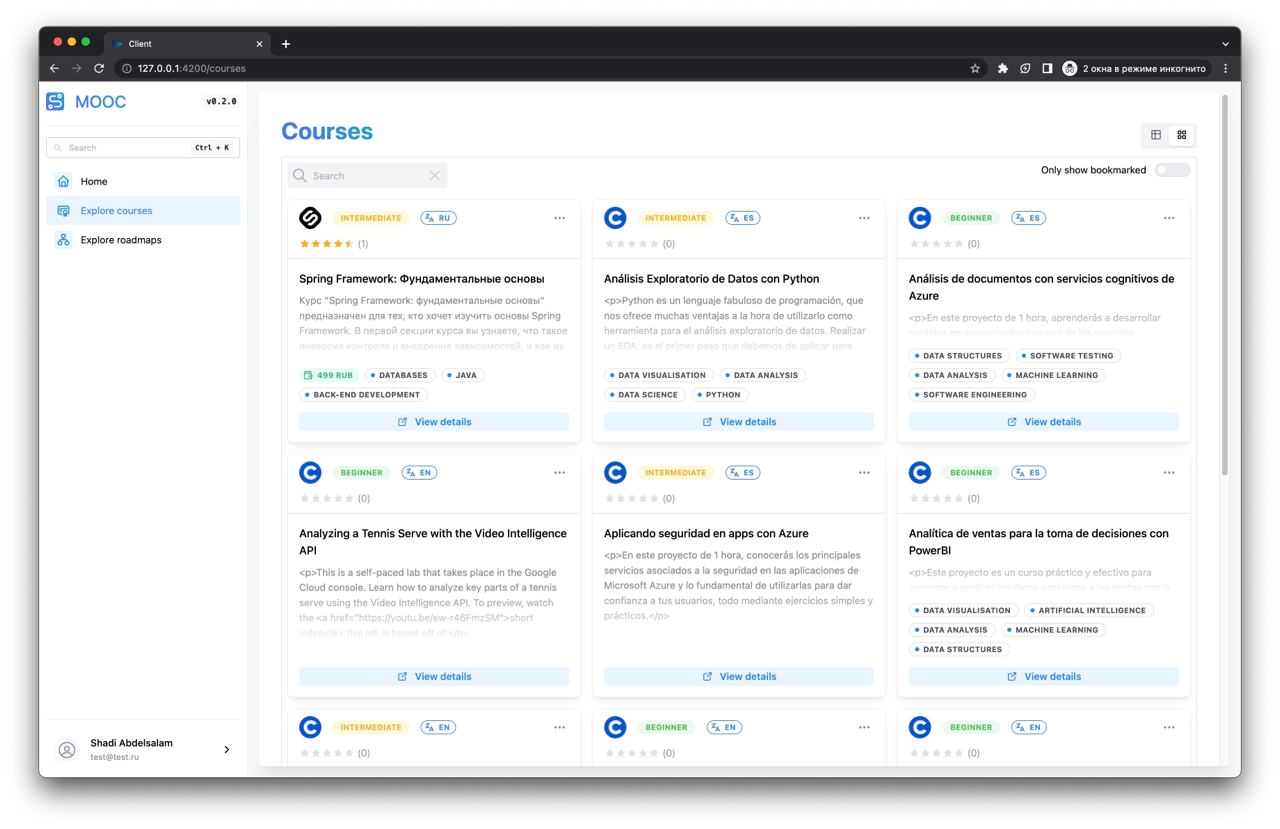 Client
127.0.0.1:4200/courses
2 окна в режиме инкогнито
MOOC
v0.2.0
Search
Ctrl + K
Home
Explore courses
Explore roadmaps
Shadi Abdelsalam
test@test.ru
Courses
Search
Only show bookmarked
INTERMEDIATE
RU
(1)
Spring Framework: Фундаментальные основы
Курс "Spring Framework: фундаментальные основы"
предназначен для тех, кто хочет изучить основы Spring
Framework. В первой секции курса вы узнаете, что такое
инверсия контроля и внедрение зависимостей, и как их
499 RUB
DATABASES
JAVA
BACK-END DEVELOPMENT
View details
INTERMEDIATE
ES
(0)
Análisis Exploratorio de Datos con Python
<p>Python es un lenguaje fabuloso de programación, que
nos ofrece muchas ventajas a la hora de utilizarlo como
herramienta para el análisis exploratorio de datos. Realizar
un EDA, es el primer paso que debemos de aplicar para
DATA VISUALISATION
DATA ANALYSIS
DATA SCIENCE
PYTHON
View details
BEGINNER
ES
(0)
Análisis de documentos con servicios cognitivos de
Azure
<p>En este proyecto de 1 hora, aprenderás a desarrollar
modelos no supervizados con uno de los servicios
DATA STRUCTURES
SOFTWARE TESTING
DATA ANALYSIS
MACHINE LEARNING
SOFTWARE ENGINEERING
View details
BEGINNER
EN
(0)
Analyzing a Tennis Serve with the Video Intelligence
API
<p>This is a self-paced lab that takes place in the Google
Cloud console. Learn how to analyze key parts of a tennis
serve using the Video Intelligence API. To preview, watch
the <a href="https://youtu.be/ew-r46FmzSM">short
video</a> this lab is based off of.</p>
View details
INTERMEDIATE
ES
(0)
Aplicando seguridad en apps con Azure
<p>En este proyecto de 1 hora, conocerás los principales
servicios asociados a la seguridad en las aplicaciones de
Microsoft Azure y lo fundamental de utilizarlas para dar
confianza a tus usuarios, todo mediante ejercicios simples y
prácticos.</p>
View details
BEGINNER
ES
(0)
Analítica de ventas para la toma de decisiones con
PowerBI
<p>Este proyecto es un curso práctico y efectivo para
aprender a analizar los datos asociados a las ventas con la
DATA VISUALISATION
ARTIFICIAL INTELLIGENCE
DATA ANALYSIS
MACHINE LEARNING
DATA STRUCTURES
View details
INTERMEDIATE
EN
(0)
BEGINNER
EN
(0)
BEGINNER
EN
(0)